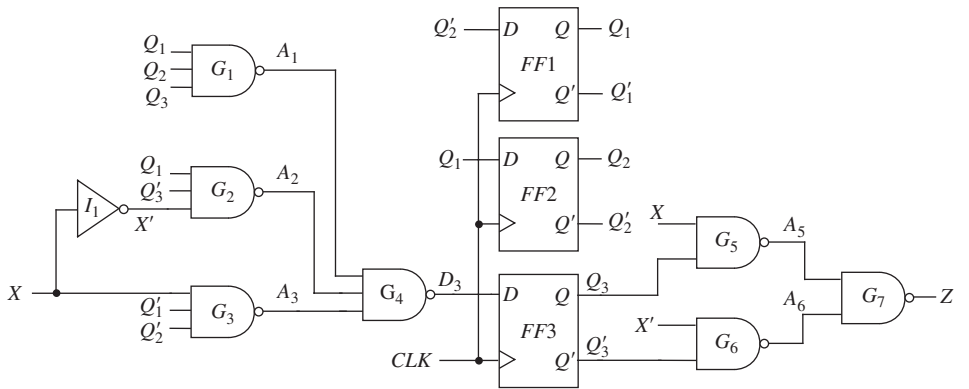 Q₁
Q₂
Q₃
G₁
A₁
Q₁
Q′₃
X′
I₁
G₂
A₂
X
Q′₁
Q′₂
G₃
A₃
G₄
D₃
Q′₂
D
Q
Q₁
FF1
Q′
Q′₁
Q₁
D
Q
Q₂
FF2
Q′
Q′₂
D
Q
Q₃
FF3
CLK
Q′
Q′₃
X
G₅
A₅
X′
G₆
A₆
G₇
Z